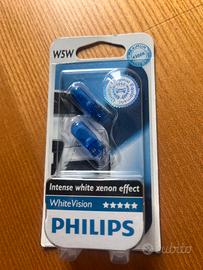 W5W
Intense white xenon effect
WhiteVision
PHILIPS
subito